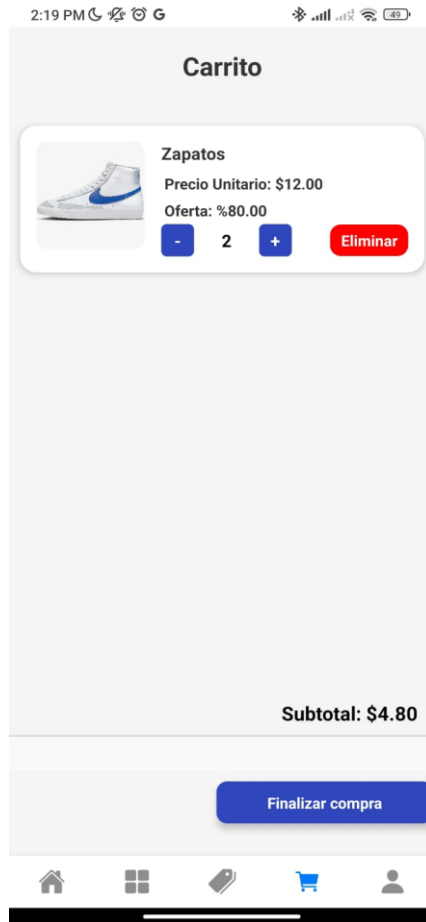 2:19 PM
G
49
Carrito
Zapatos
Precio Unitario: $12.00
Oferta: %80.00
- 2 + Eliminar
Subtotal: $4.80
Finalizar compra